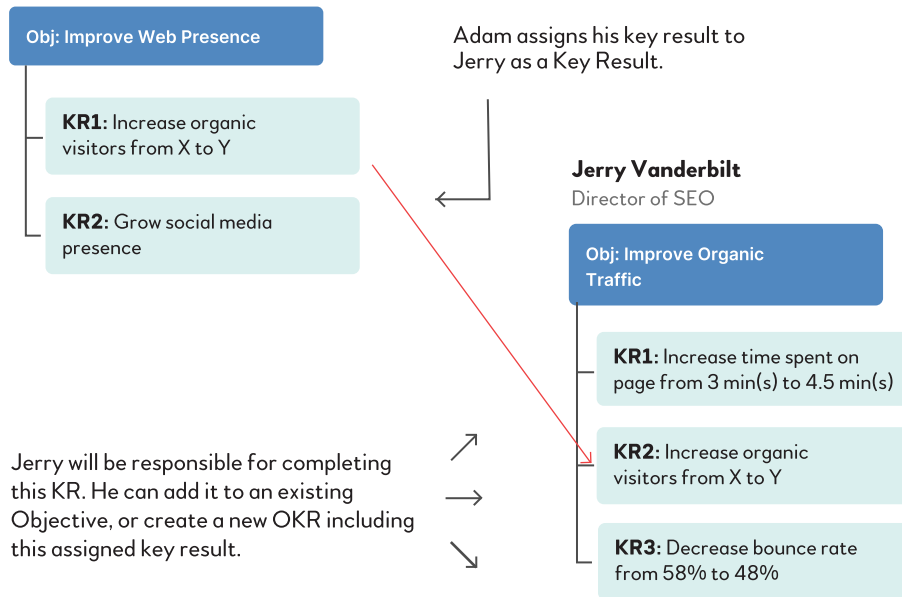 Obj: Improve Web Presence
KR1: Increase organic
visitors from X to Y
KR2: Grow social media
presence
Adam assigns his key result to
Jerry as a Key Result.
Jerry Vanderbilt
Director of SEO
Obj: Improve Organic
Traffic
KR1: Increase time spent on
page from 3 min(s) to 4.5 min(s)
KR2: Increase organic
visitors from X to Y
KR3: Decrease bounce rate
from 58% to 48%
Jerry will be responsible for completing
this KR. He can add it to an existing
Objective, or create a new OKR including
this assigned key result.